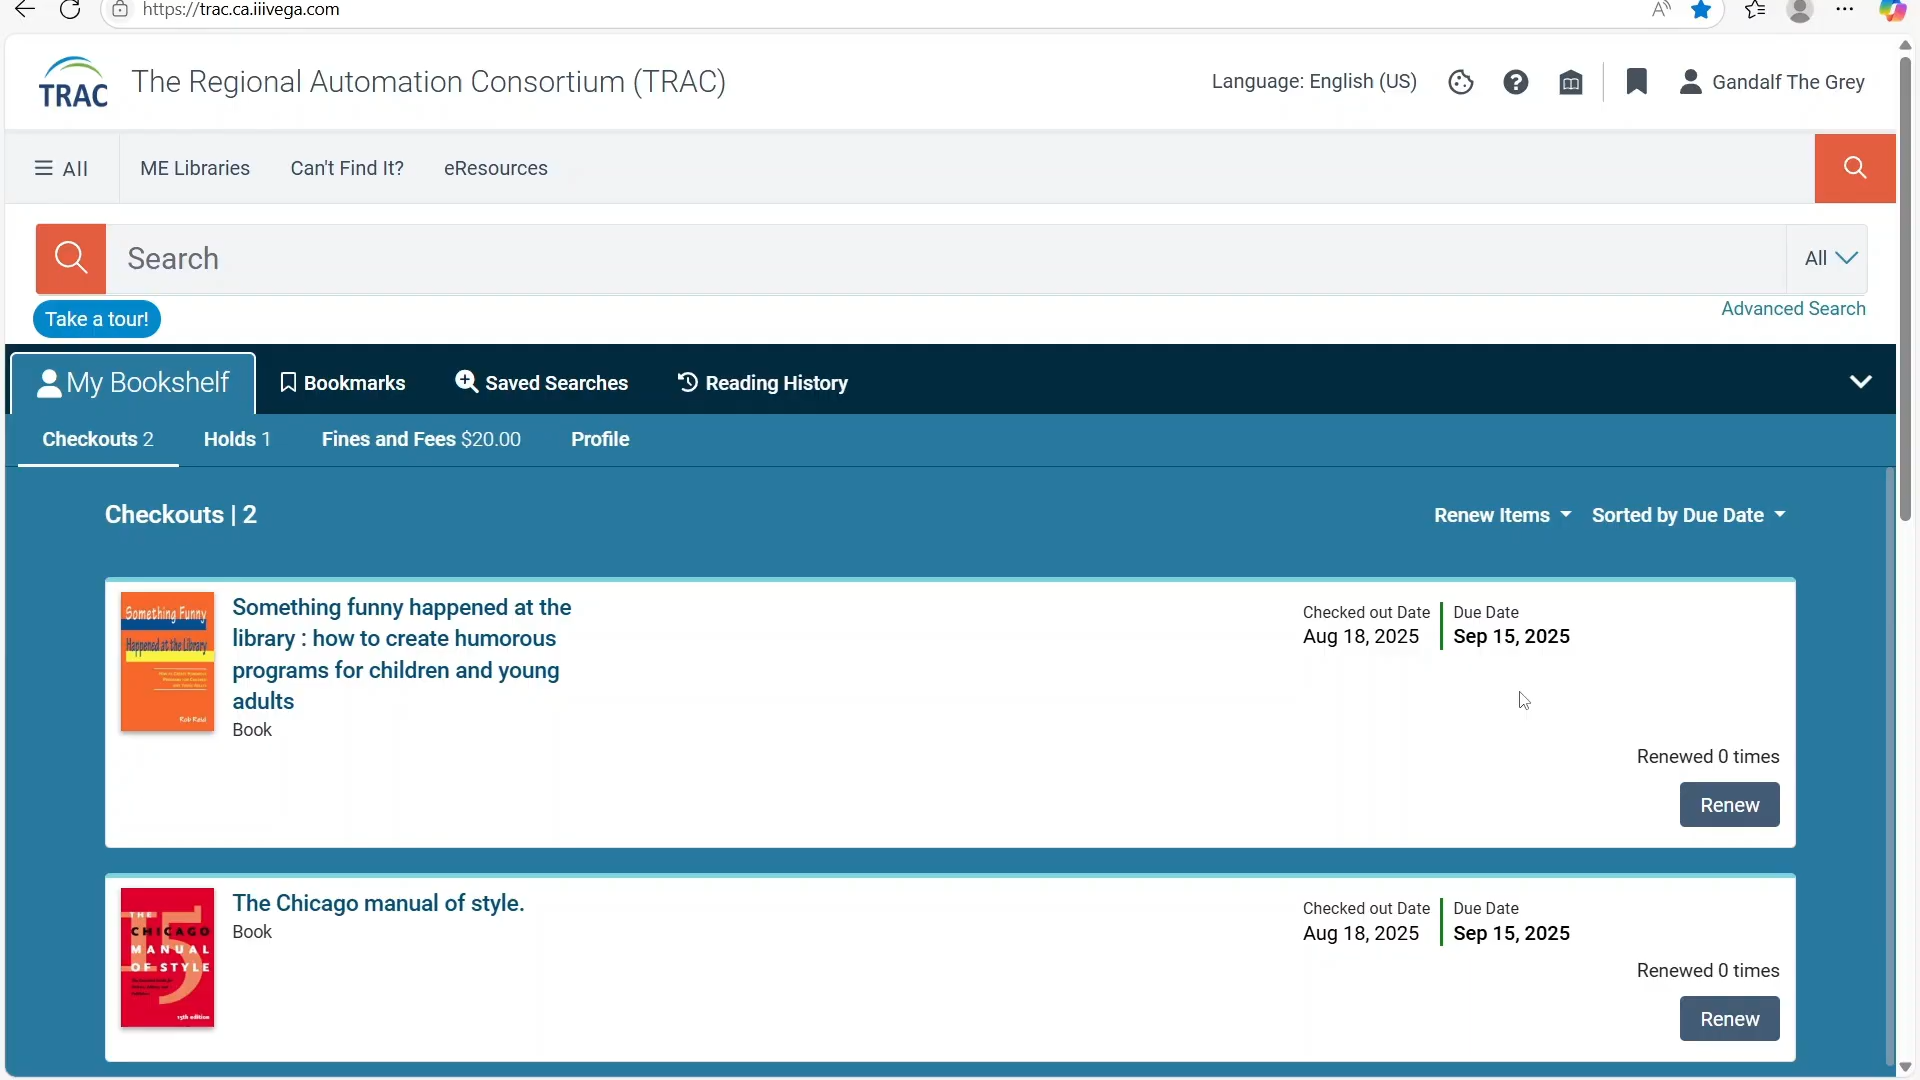 https://trac.ca.iiivega.com
TRAC
The Regional Automation Consortium (TRAC)
Language: English (US)
Gandalf The Grey
All
ME Libraries
Can't Find It?
eResources
Search
All
Take a tour!
Advanced Search
My Bookshelf
Bookmarks
Saved Searches
Reading History
Checkouts 2
Holds 1
Fines and Fees $20.00
Profile
Checkouts | 2
Renew Items
Sorted by Due Date
Something Funny
Happened at the Library
Rob Reid
Something funny happened at the
library : how to create humorous
programs for children and young
adults
Book
Checked out Date
Aug 18, 2025
Due Date
Sep 15, 2025
Renewed 0 times
Renew
THE
15
CHICAGO
MANUAL
OF STYLE
15th edition
The Chicago manual of style.
Book
Checked out Date
Aug 18, 2025
Due Date
Sep 15, 2025
Renewed 0 times
Renew